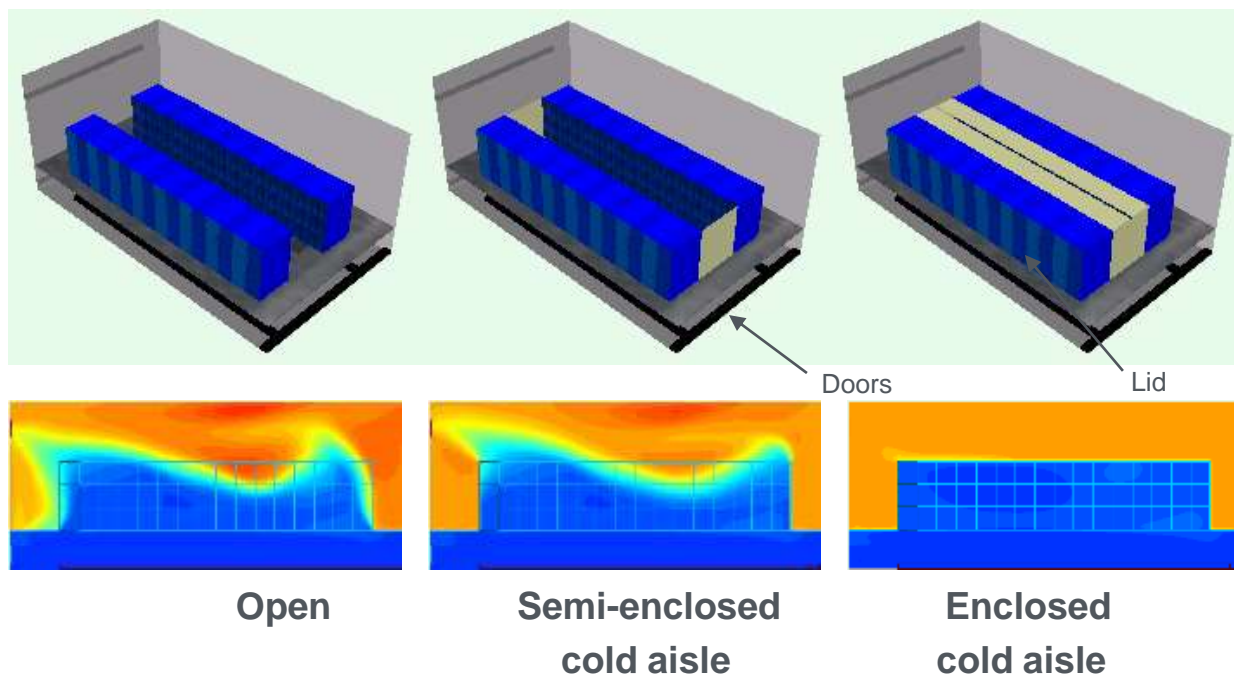 Doors
Lid
Open
Semi-enclosed
cold aisle
Enclosed
cold aisle